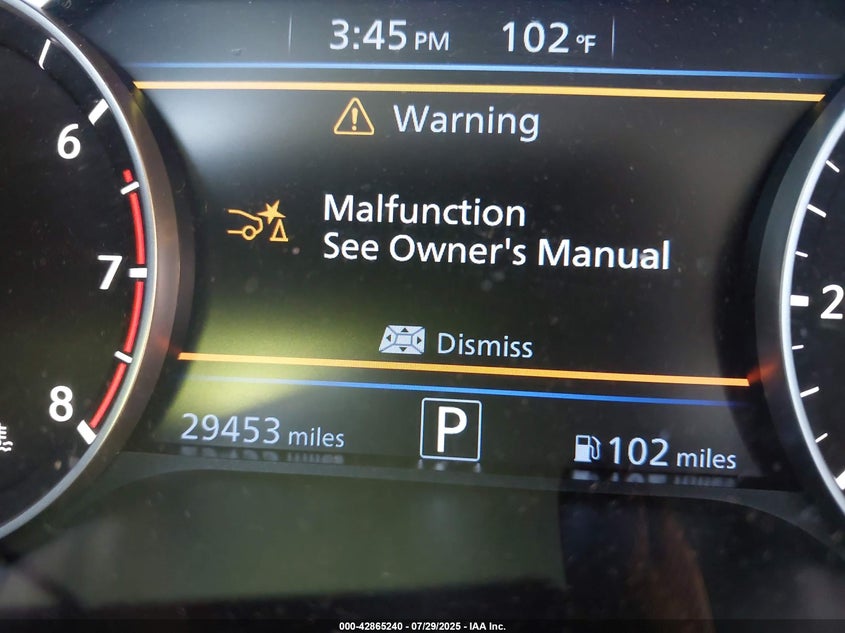 3:45 PM 102 °F
Warning
6
Malfunction
See Owner's Manual
7
2
Dismiss
8
29453 miles
P
102 miles
000-42865240 - 07/29/2025 - IAA Inc.